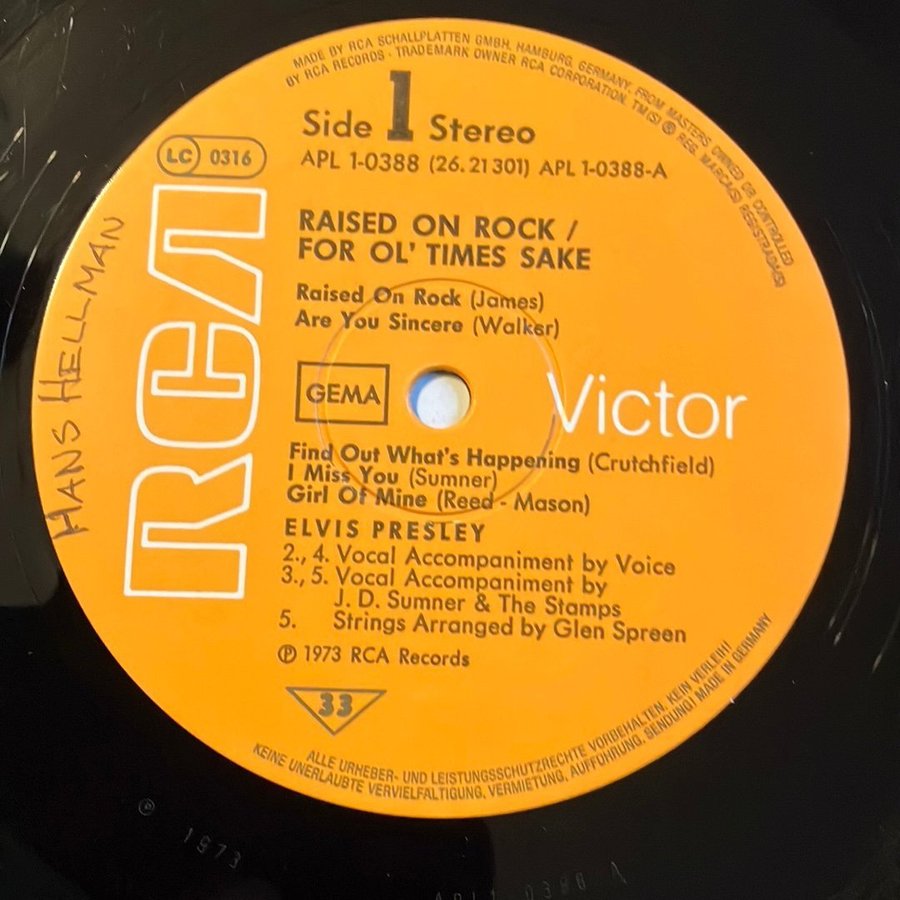 MADE BY RCA SCHALLPLATTEN GMBH, HAMBURG, GERMANY, FROM MASTERS OWNED OR CONTROLLED
BY RCA RECORDS - TRADEMARK OWNER RCA CORPORATION. TM(S) ® REG. MARCA(S) REGISTRADA(S)
Side 1 Stereo
APL 1-0388 (26.21301) APL 1-0388-A
LC 0316
RAISED ON ROCK /
FOR OL' TIMES SAKE
Raised On Rock (James)
Are You Sincere (Walker)
HANS HELLMAN
RCA
GEMA
Victor
Find Out What's Happening (Crutchfield)
I Miss You (Sumner)
Girl Of Mine (Reed - Mason)
ELVIS PRESLEY
2., 4. Vocal Accompaniment by Voice
3., 5. Vocal Accompaniment by
J. D. Sumner & The Stamps
5. Strings Arranged by Glen Spreen
℗ 1973 RCA Records
33
ALLE URHEBER- UND LEISTUNGSSCHUTZRECHTE VORBEHALTEN. KEIN VERLEIH!
KEINE UNERLAUBTE VERVIELFÄLTIGUNG, VERMIETUNG, AUFFÜHRUNG, SENDUNG! MADE IN GERMANY
℗ 1973
APL1 0388 A